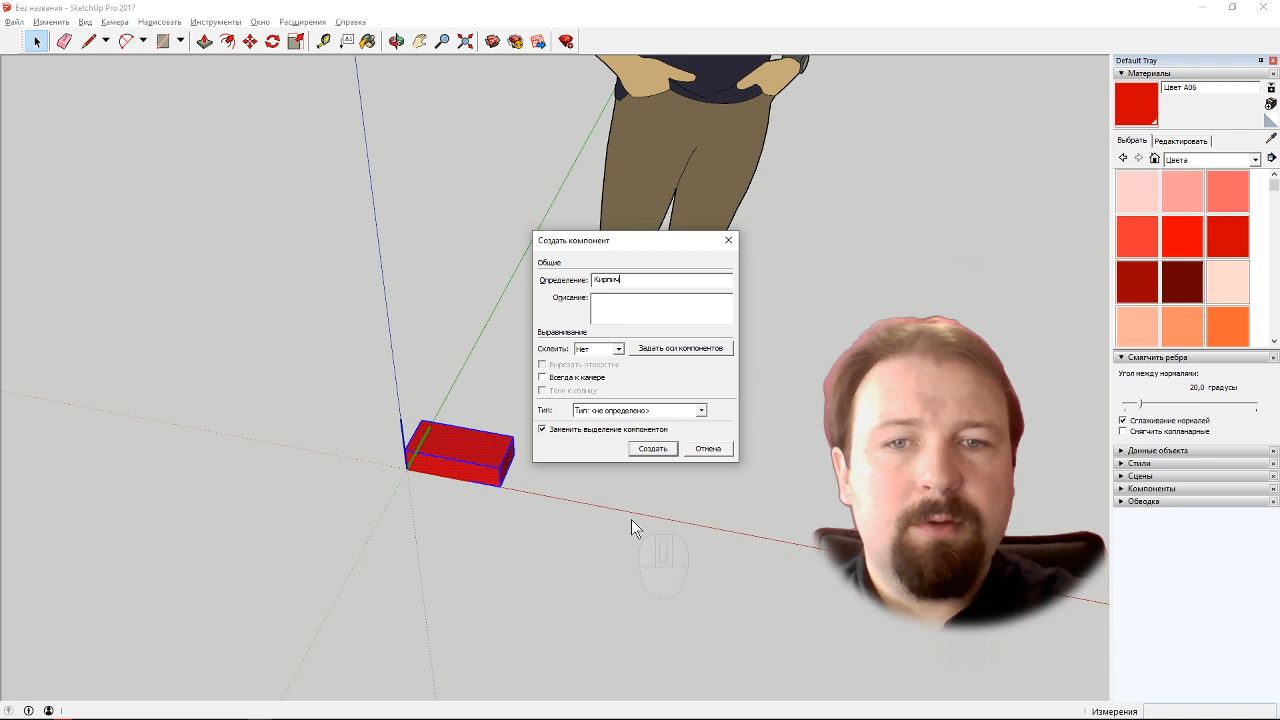 Без названия - SketchUp Pro 2017
Файл Изменить Вид Камера Нарисовать Инструменты Окно Расширения Справка
Default Tray
Материалы
Цвет А06
Выбрать Редактировать
Цвета
Создать компонент
Общие
Определение: Кирпич
Описание:
Выравнивание
Склеить: Нет Задать оси компонентов
Вырезать отверстие
Всегда к камере
Тени к солнцу
Тип: Тип: <не определено>
Заменить выделение компонентом
Создать Отмена
Смягчить ребра
Угол между нормалями:
20,0 градусы
Сглаживание нормалей
Смягчить копланарные
Данные объекта
Стили
Сцены
Компоненты
Обводка
Измерения